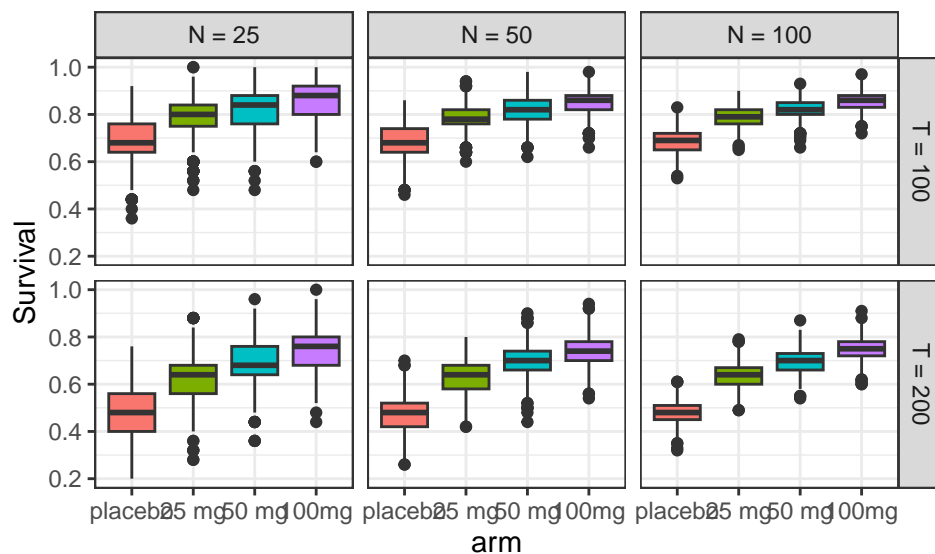 N = 25
N = 50
N = 100
Survival
1.0
0.8
0.6
0.4
0.2
T = 100
1.0
0.8
0.6
0.4
0.2
T = 200
placebo 25 mg 50 mg 100mg
placebo 25 mg 50 mg 100mg
placebo 25 mg 50 mg 100mg
arm